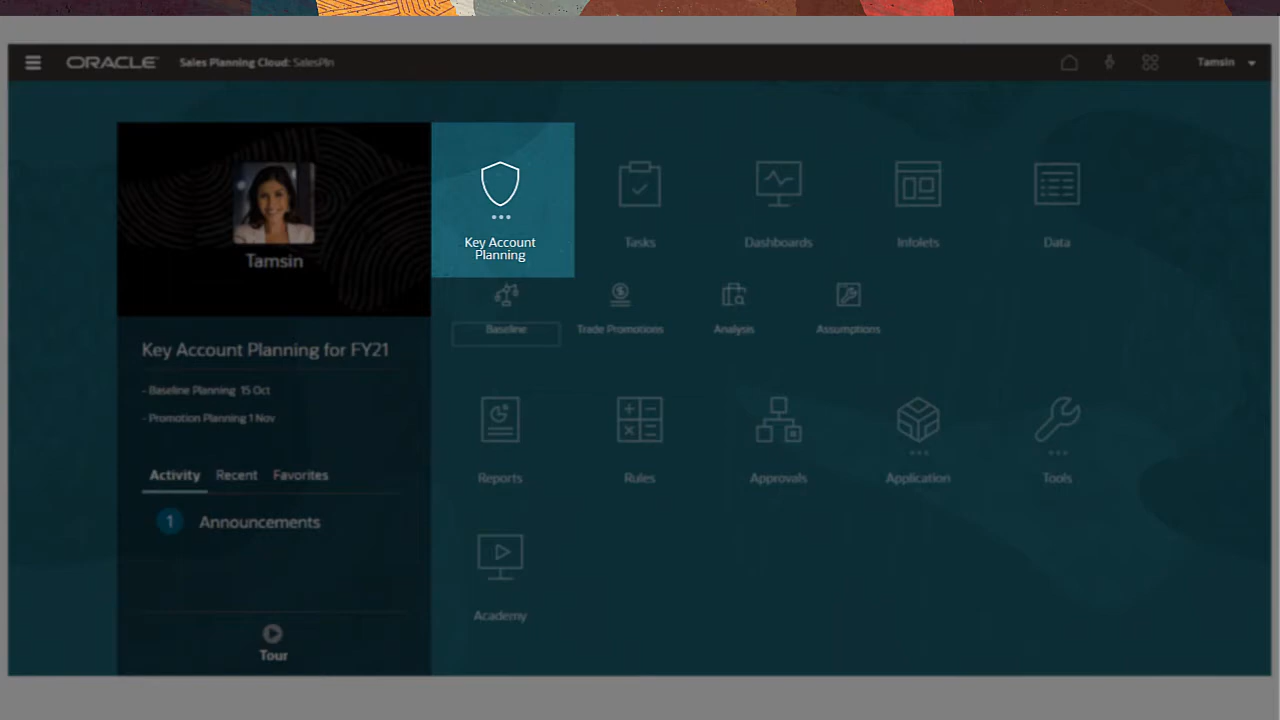 ORACLE Sales Planning Cloud: SalesPln Tamsin
Tamsin
Key Account Planning for FY21
- Baseline Planning 15 Oct
- Promotion Planning 1 Nov
Activity Recent Favorites
1 Announcements
Tour
Key Account
Planning
Tasks Dashboards Infolets Data
Baseline Trade Promotions Analysis Assumptions
Reports Rules Approvals Application Tools
Academy